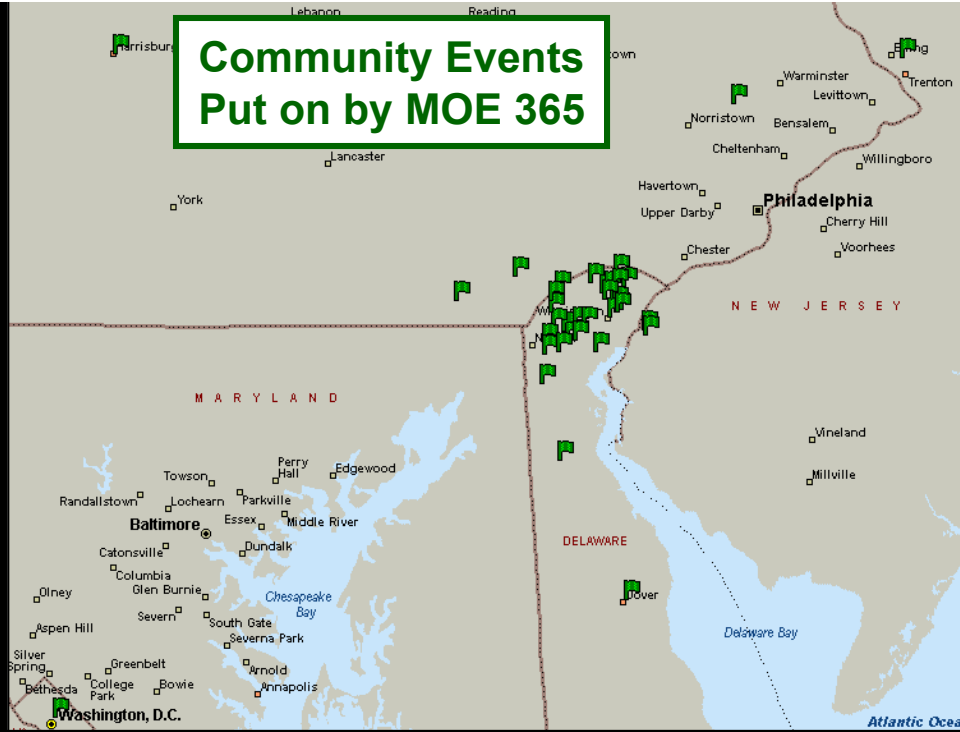 Lebanon
Reading
Community Events
Put on by MOE 365
town
Warminster
Trenton
Levittown
Norristown
Bensalem
Cheltenham
Willingboro
Lancaster
Havertown
York
Upper Darby
Philadelphia
Cherry Hill
Chester
Voorhees
NEW JERSEY
MARYLAND
Vineland
Perry
Hall
Edgewood
Towson
Millville
Randallstown
Lochearn
Parkville
Baltimore
Essex
Middle River
Catonsville
Dundalk
DELAWARE
Columbia
Glen Burnie
Olney
Chesapeake
Bay
Dover
Severn
South Gate
Aspen Hill
Severna Park
Delaware Bay
Silver
Spring
Greenbelt
Arnold
Bethesda
College
Park
Bowie
Annapolis
Washington, D.C.
Atlantic Ocea